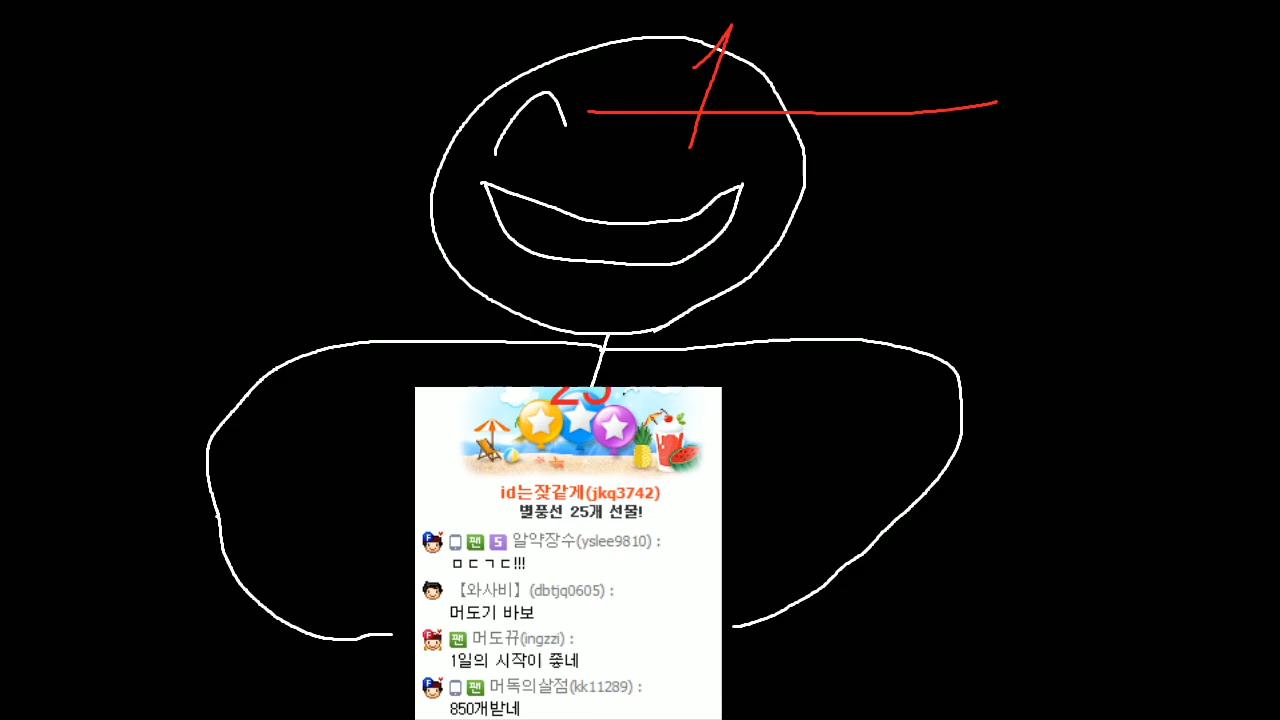 25
id는잦같게(jkq3742)
별풍선 25개 선물!
팬 S 알약장수(yslee9810) :
ㅁㄷㄱㄷ!!!
【와사비】(dbtjq0605) :
머도기 바보
팬 머도뀨(ingzzi) :
1일의 시작이 좋네
팬 머독의살점(kk11289) :
850개받네